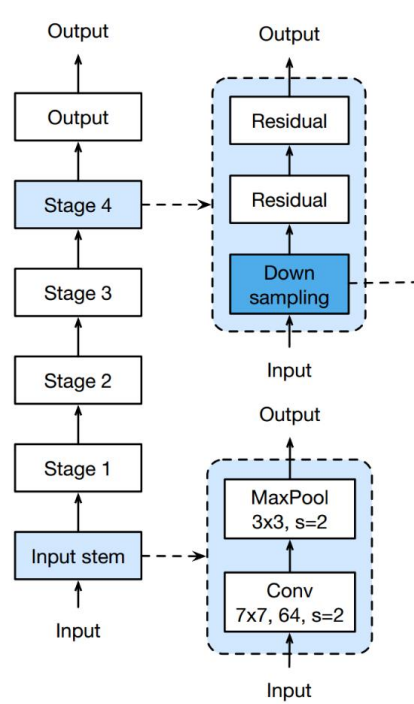 Output
Output
Stage 4
Stage 3
Stage 2
Stage 1
Input stem
Input
Output
Residual
Residual
Down
sampling
Input
Output
MaxPool
3x3, s=2
Conv
7x7, 64, s=2
Input